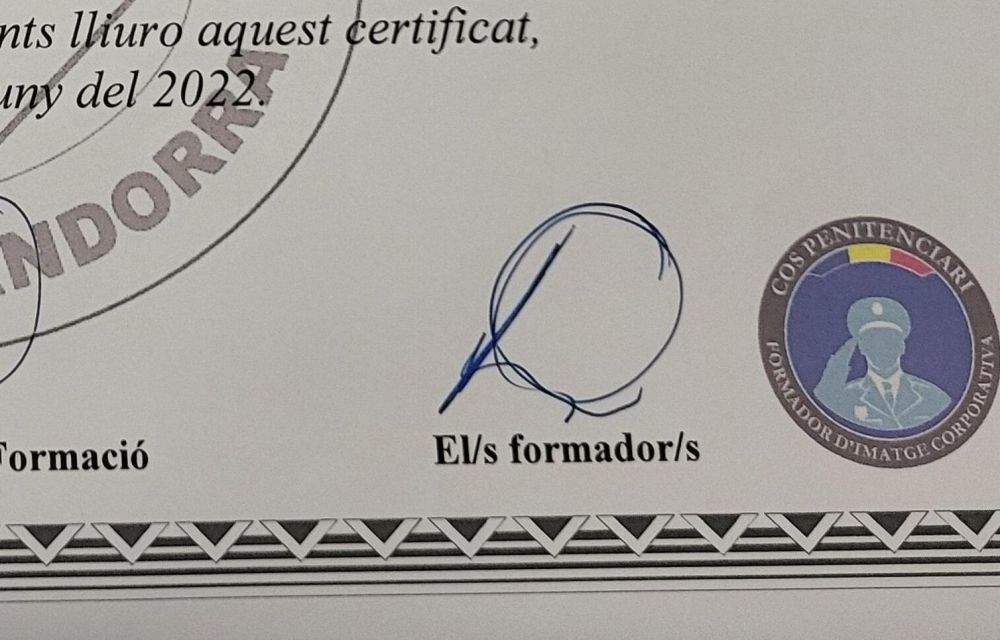 nts lliuro aquest certificat,
uny del 2022.
NDORRA
COS PENITENCIARI
FORMADOR D'IMATGE CORPORATIVA
Formació
El/s formador/s